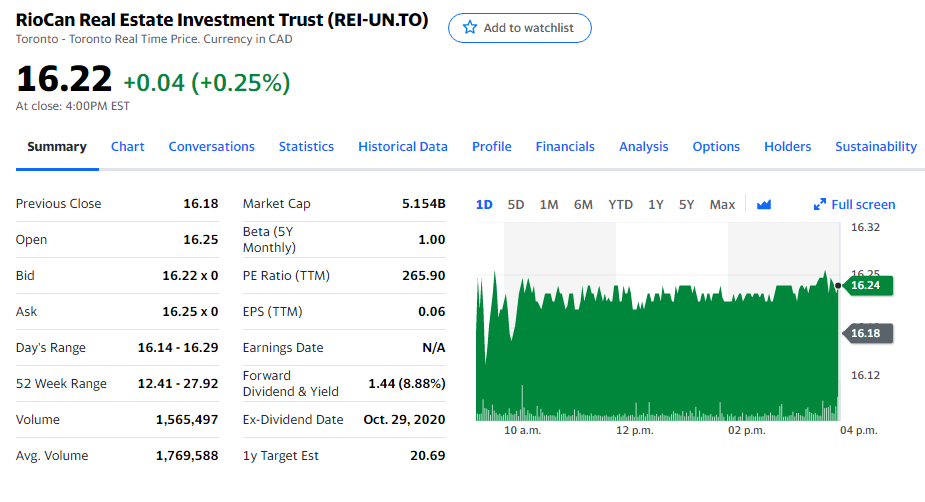 RioCan Real Estate Investment Trust (REI-UN.TO)
Add to watchlist
Toronto - Toronto Real Time Price. Currency in CAD
16.22 +0.04 (+0.25%)
At close: 4:00PM EST
Summary Chart Conversations Statistics Historical Data Profile Financials Analysis Options Holders Sustainability
Previous Close 16.18
Open 16.25
Bid 16.22 x 0
Ask 16.25 x 0
Day's Range 16.14 - 16.29
52 Week Range 12.41 - 27.92
Volume 1,565,497
Avg. Volume 1,769,588
Market Cap 5.154B
Beta (5Y
Monthly) 1.00
PE Ratio (TTM) 265.90
EPS (TTM) 0.06
Earnings Date N/A
Forward
Dividend & Yield 1.44 (8.88%)
Ex-Dividend Date Oct. 29, 2020
1y Target Est 20.69
1D 5D 1M 6M YTD 1Y 5Y Max Full screen
16.32
16.25
16.24
16.18
16.12
10 a.m. 12 p.m. 02 p.m. 04 p.m.